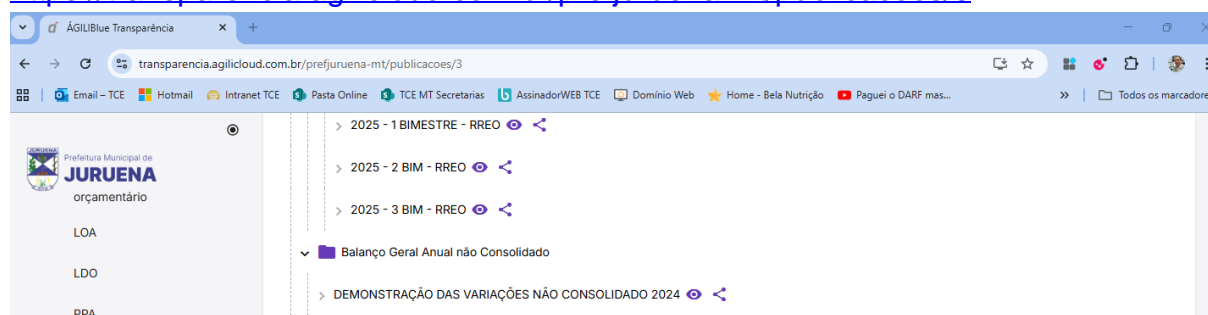 ÁGILIBlue Transparência
transparencia.agilicloud.com.br/prefjuruena-mt/publicacoes/3
Email – TCE Hotmail Intranet TCE Pasta Online TCE MT Secretarias AssinadorWEB TCE Domínio Web Home - Bela Nutrição Paguei o DARF mas... Todos os marcadore
2025 - 1 BIMESTRE - RREO
Prefeitura Municipal de
JURUENA
2025 - 2 BIM - RREO
orçamentário
2025 - 3 BIM - RREO
LOA
Balanço Geral Anual não Consolidado
LDO
DEMONSTRAÇÃO DAS VARIAÇÕES NÃO CONSOLIDADO 2024
PPA